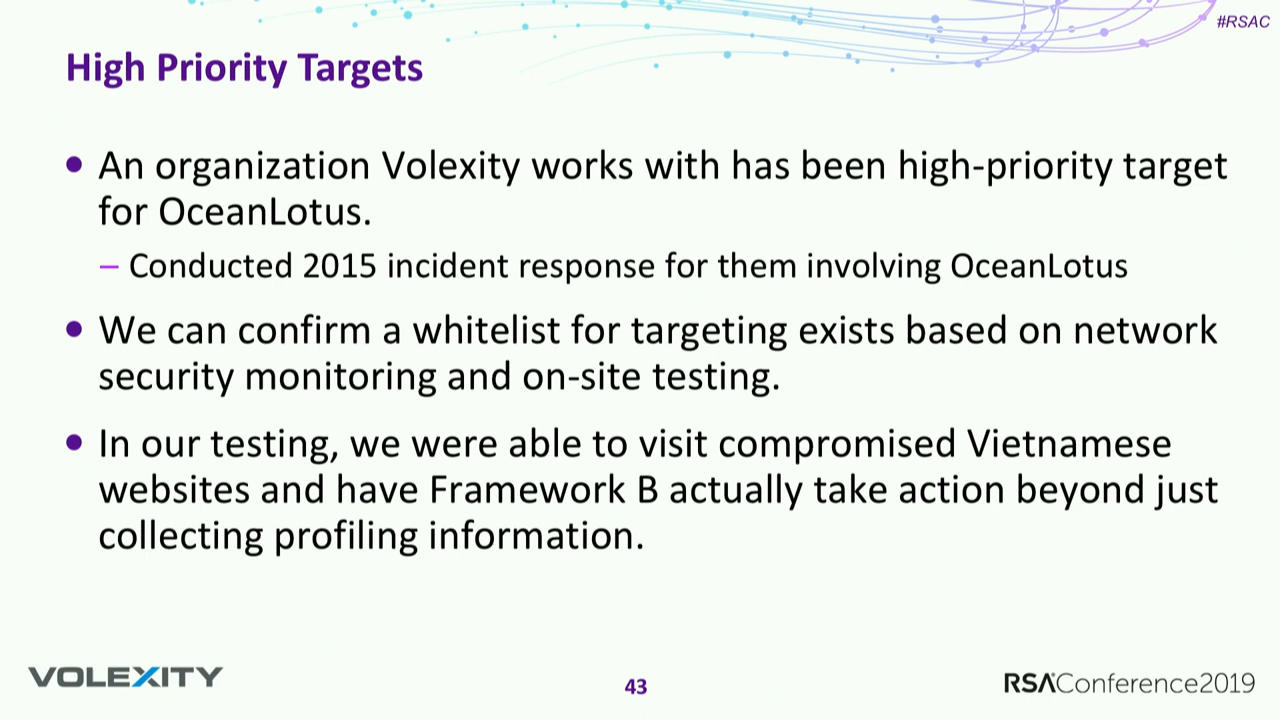 #RSAC
High Priority Targets
• An organization Volexity works with has been high-priority target
for OceanLotus.
– Conducted 2015 incident response for them involving OceanLotus
• We can confirm a whitelist for targeting exists based on network
security monitoring and on-site testing.
• In our testing, we were able to visit compromised Vietnamese
websites and have Framework B actually take action beyond just
collecting profiling information.
VOLEXITY
43
RSAConference2019